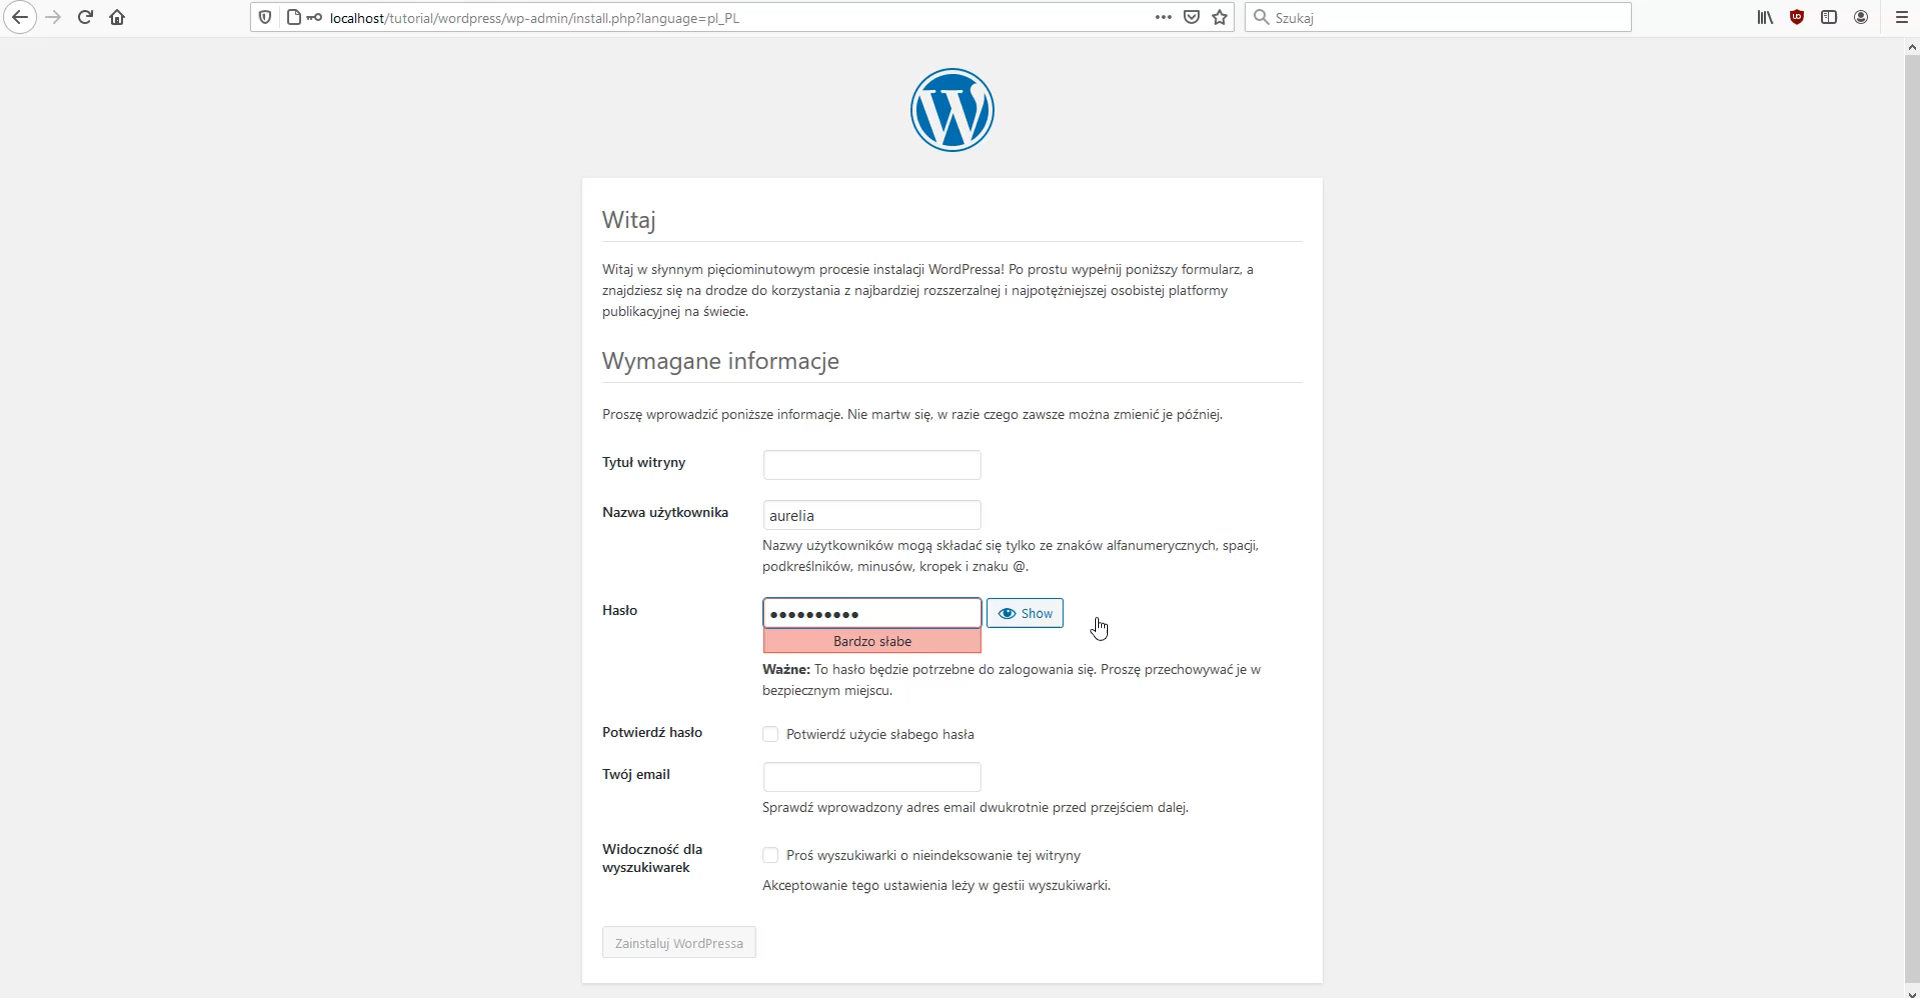 localhost/tutorial/wordpress/wp-admin/install.php?language=pl_PL
Szukaj
Witaj
Witaj w słynnym pięciominutowym procesie instalacji WordPressa! Po prostu wypełnij poniższy formularz, a
znajdziesz się na drodze do korzystania z najbardziej rozszerzalnej i najpotężniejszej osobistej platformy
publikacyjnej na świecie.
Wymagane informacje
Proszę wprowadzić poniższe informacje. Nie martw się, w razie czego zawsze można zmienić je później.
Tytuł witryny
Nazwa użytkownika
aurelia
Nazwy użytkowników mogą składać się tylko ze znaków alfanumerycznych, spacji,
podkreślników, minusów, kropek i znaku @.
Hasło
●●●●●●●●●●
Show
Bardzo słabe
Ważne: To hasło będzie potrzebne do zalogowania się. Proszę przechowywać je w
bezpiecznym miejscu.
Potwierdź hasło
Potwierdź użycie słabego hasła
Twój email
Sprawdź wprowadzony adres email dwukrotnie przed przejściem dalej.
Widoczność dla
wyszukiwarek
Proś wyszukiwarki o nieindeksowanie tej witryny
Akceptowanie tego ustawienia leży w gestii wyszukiwarki.
Zainstaluj WordPressa